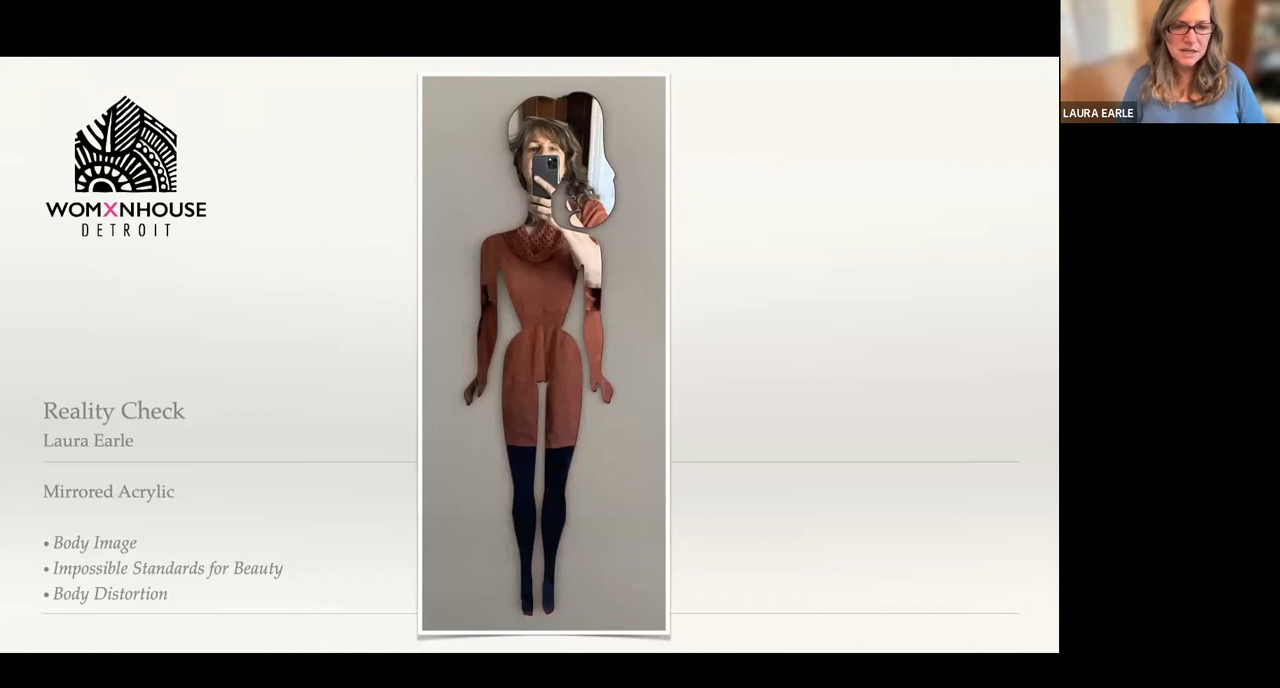 WOMXNHOUSE
DETROIT
Reality Check
Laura Earle
Mirrored Acrylic
• Body Image
• Impossible Standards for Beauty
• Body Distortion
LAURA EARLE